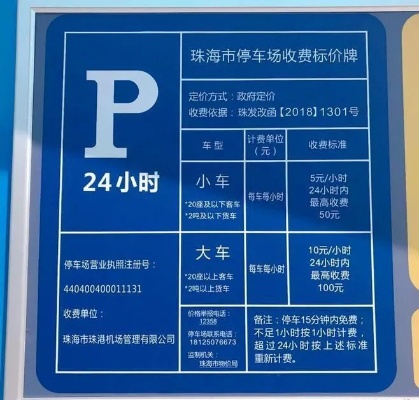 P
24小时
停车场营业执照注册号:
440400400011131
收费单位:
珠海市珠港机场管理有限公司
珠海市停车场收费标价牌
定价方式: 政府定价
收费依据: 珠发改函【2018】1301号
车型 计费单位(元) 收费标准
小车
*20座及以下客车
*2吨及以下货车
每车每小时
5元/小时
24小时内
最高收费
50元
大车
*20座以上客车
*2吨以上货车
每车每小时
10元/小时
24小时内
最高收费
100元
价格举报电话:
12358
停车场联系电话:
18125076673
监制机关:
珠海市物价局
备注: 停车15分钟内免费;
不足1小时按1小时计费,
超过24小时按上述标准
重新计费。